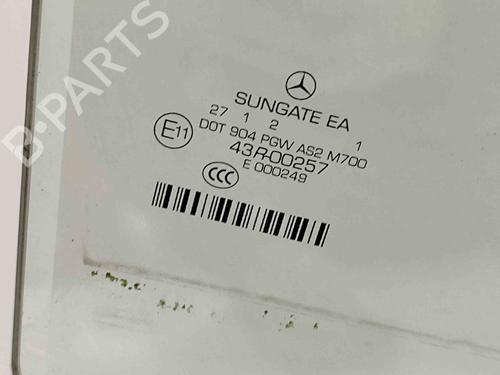 B-PARTS
SUNGATE EA
27 1 2 1
E11
DOT 904 PGW AS2 M700
43R-00257
E 000249
CCC